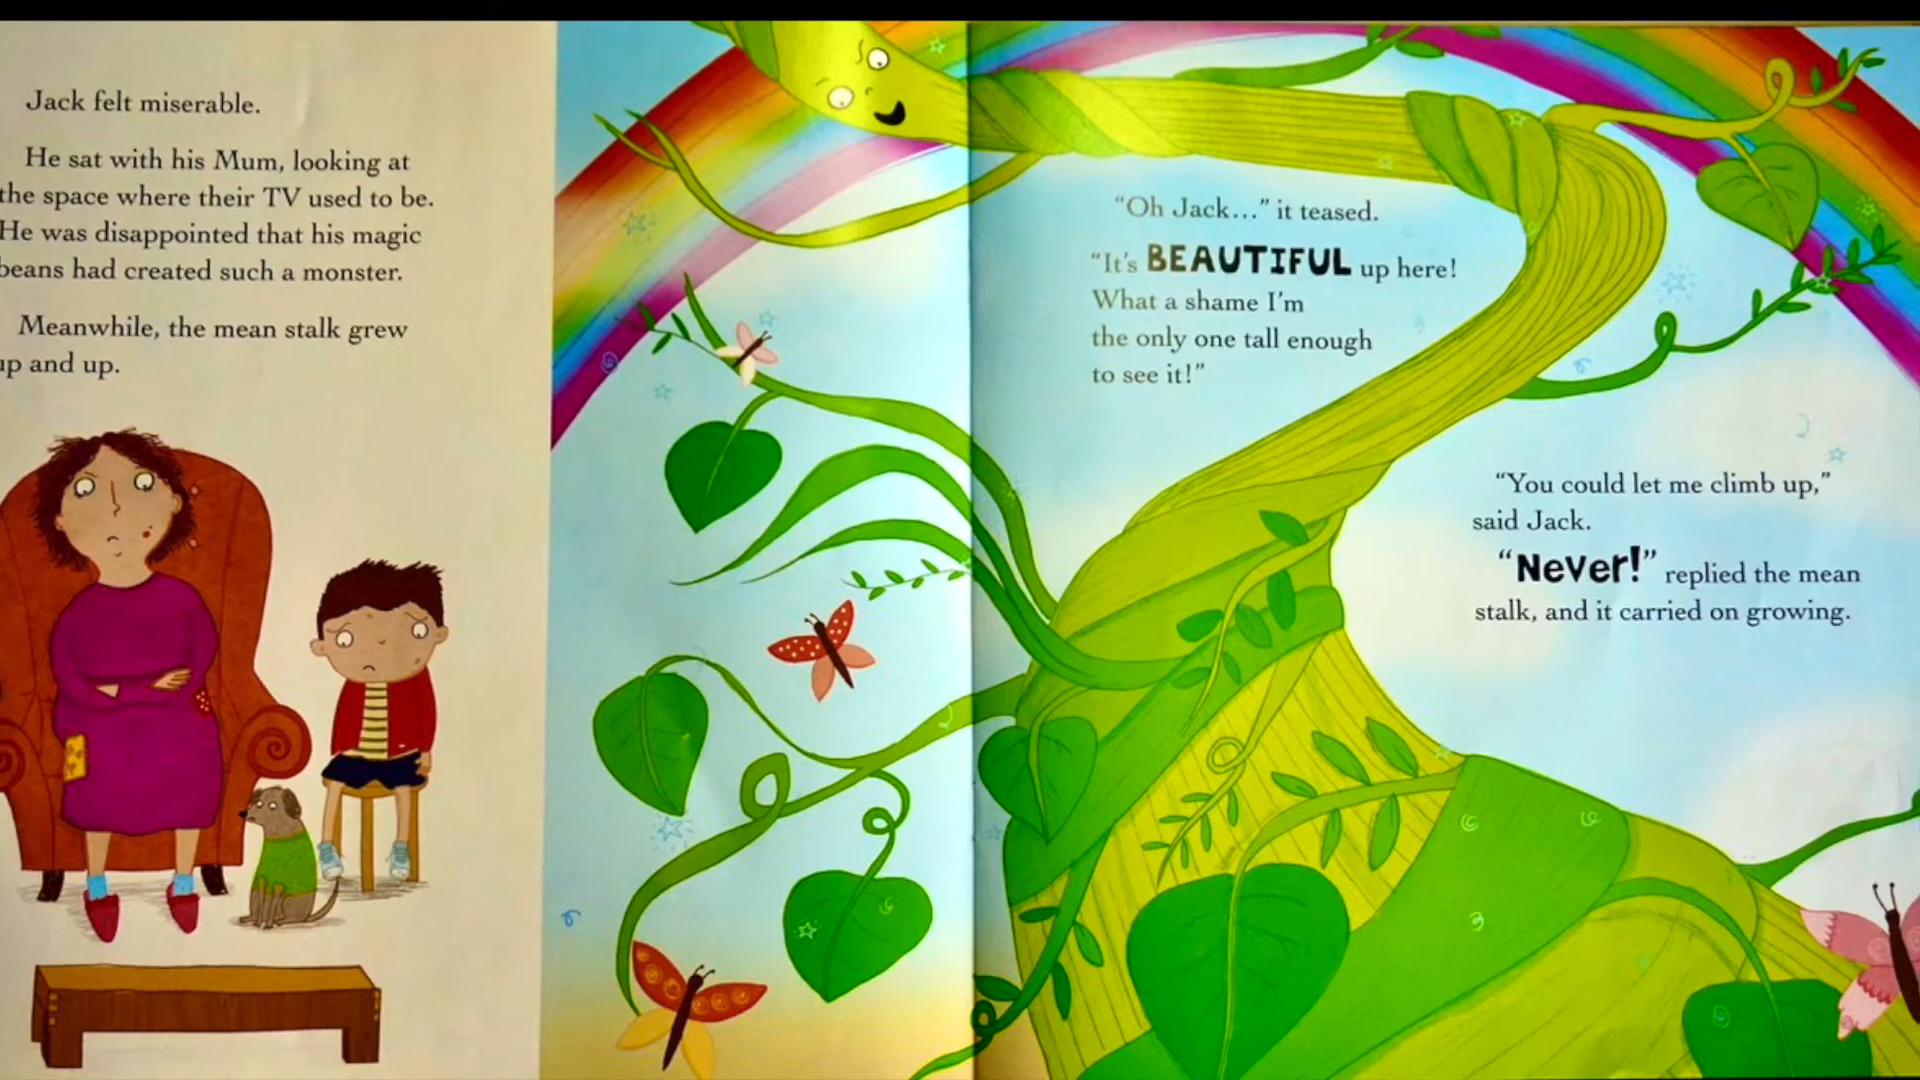 Jack felt miserable.
He sat with his Mum, looking at
the space where their TV used to be.
He was disappointed that his magic
beans had created such a monster.
Meanwhile, the mean stalk grew
up and up.
“Oh Jack...” it teased.
“It’s BEAUTIFUL up here!
What a shame I’m
the only one tall enough
to see it!”
“You could let me climb up,”
said Jack.
“Never!” replied the mean
stalk, and it carried on growing.